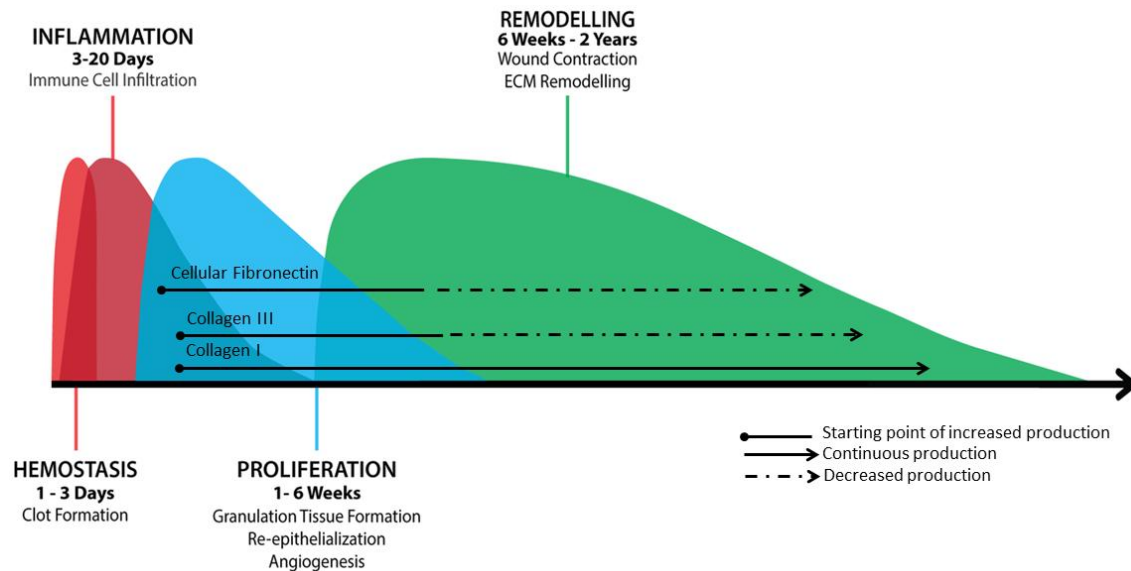 INFLAMMATION
3-20 Days
Immune Cell Infiltration
REMODELLING
6 Weeks - 2 Years
Wound Contraction
ECM Remodelling
Cellular Fibronectin
Collagen III
Collagen I
HEMOSTASIS
1 - 3 Days
Clot Formation
PROLIFERATION
1- 6 Weeks
Granulation Tissue Formation
Re-epithelialization
Angiogenesis
Starting point of increased production
Continuous production
Decreased production